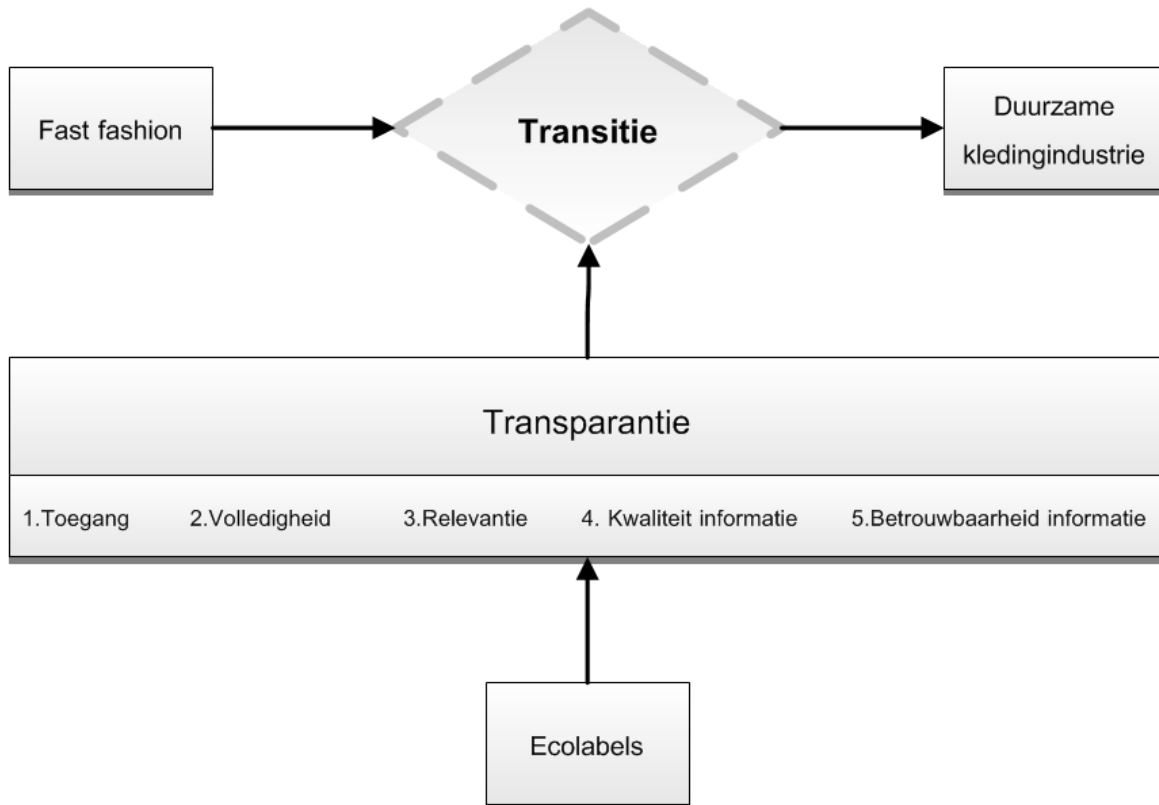 Fast fashion
Transitie
Duurzame
kledingindustrie
Transparantie
1.Toegang 2.Volledigheid 3.Relevantie 4. Kwaliteit informatie 5.Betrouwbaarheid informatie
Ecolabels